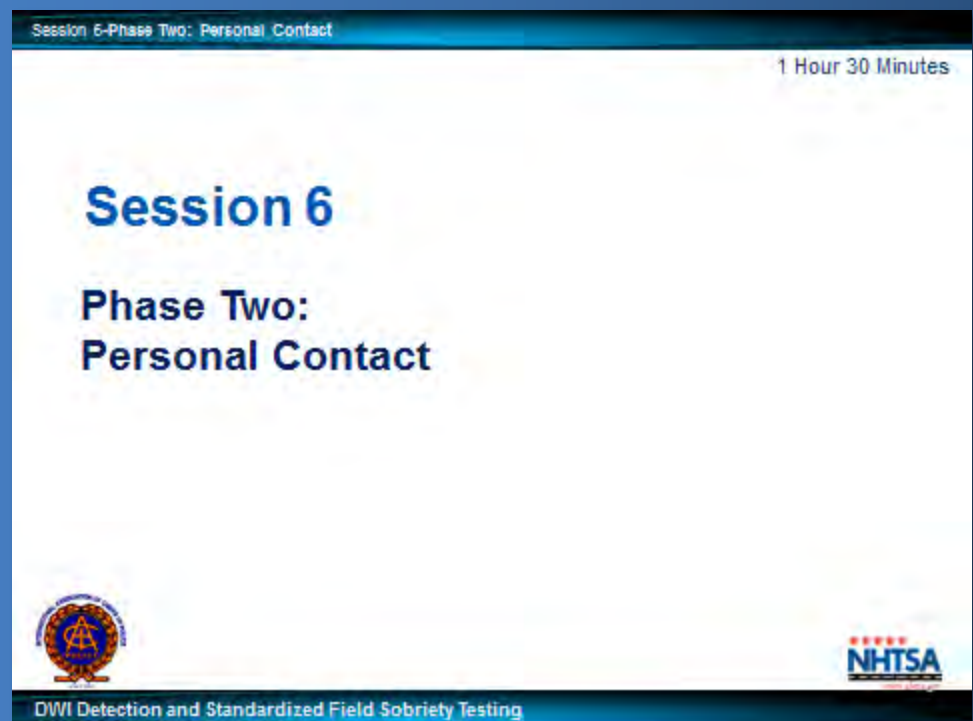 Session 6-Phase Two: Personal Contact
1 Hour 30 Minutes
Session 6
Phase Two:
Personal Contact
NHTSA
DWI Detection and Standardized Field Sobriety Testing